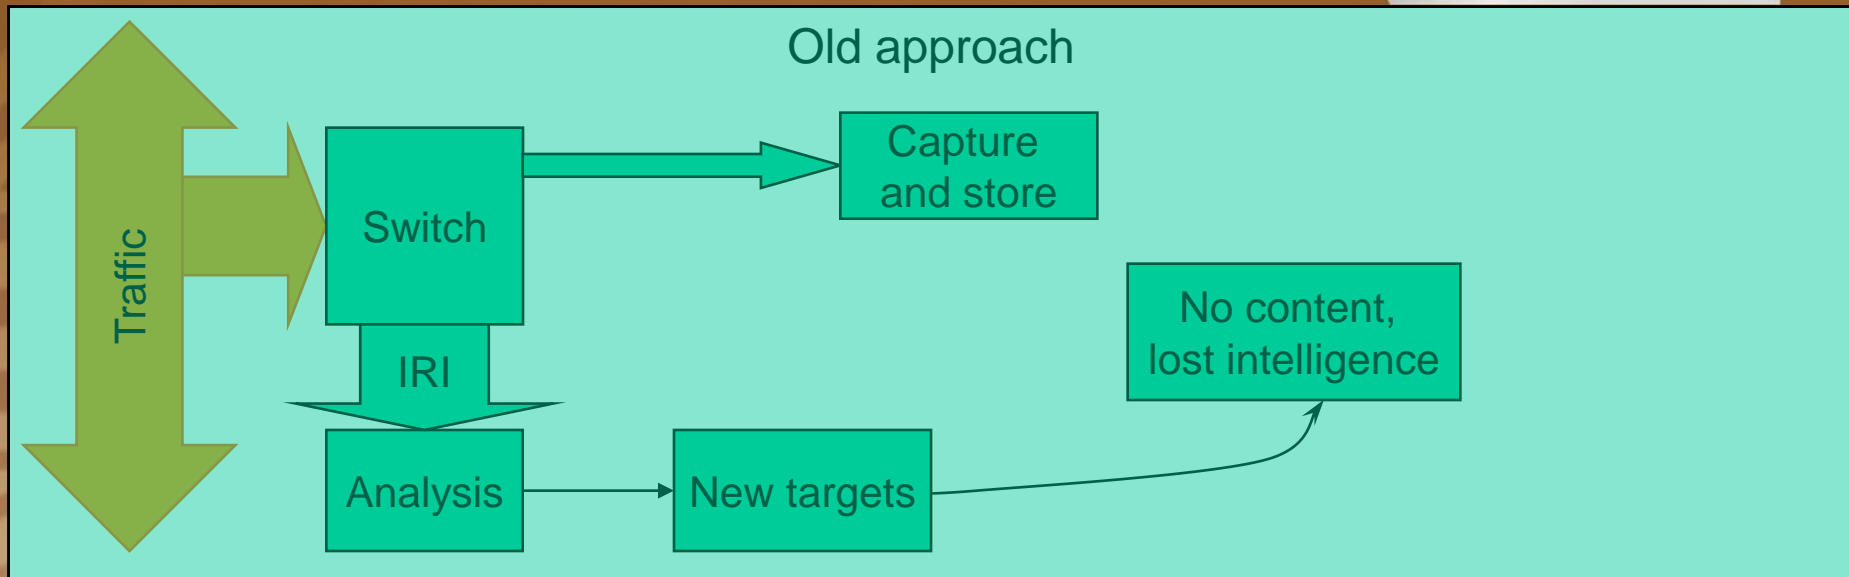 Old approach
Traffic
Switch
Capture
and store
IRI
No content,
lost intelligence
Analysis
New targets